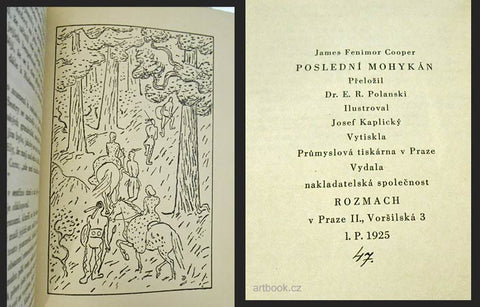 James Fenimor Cooper
POSLEDNÍ MOHYKÁN
Přeložil
Dr. E. R. Polanski
Ilustroval
Josef Kaplický
Vytiskla
Průmyslová tiskárna v Praze
Vydala
nakladatelská společnost
ROZMACH
v Praze II., Voršilská 3
l. P. 1925
47.
artbook.cz